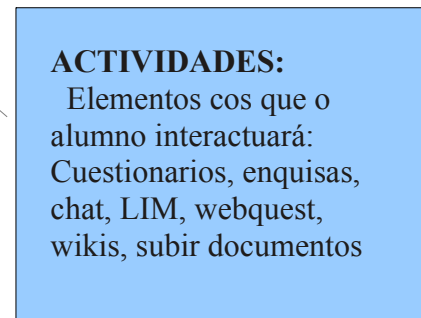 ACTIVIDADES:
Elementos cos que o
alumno interactuará:
Cuestionarios, enquisas,
chat, LIM, webquest,
wikis, subir documentos